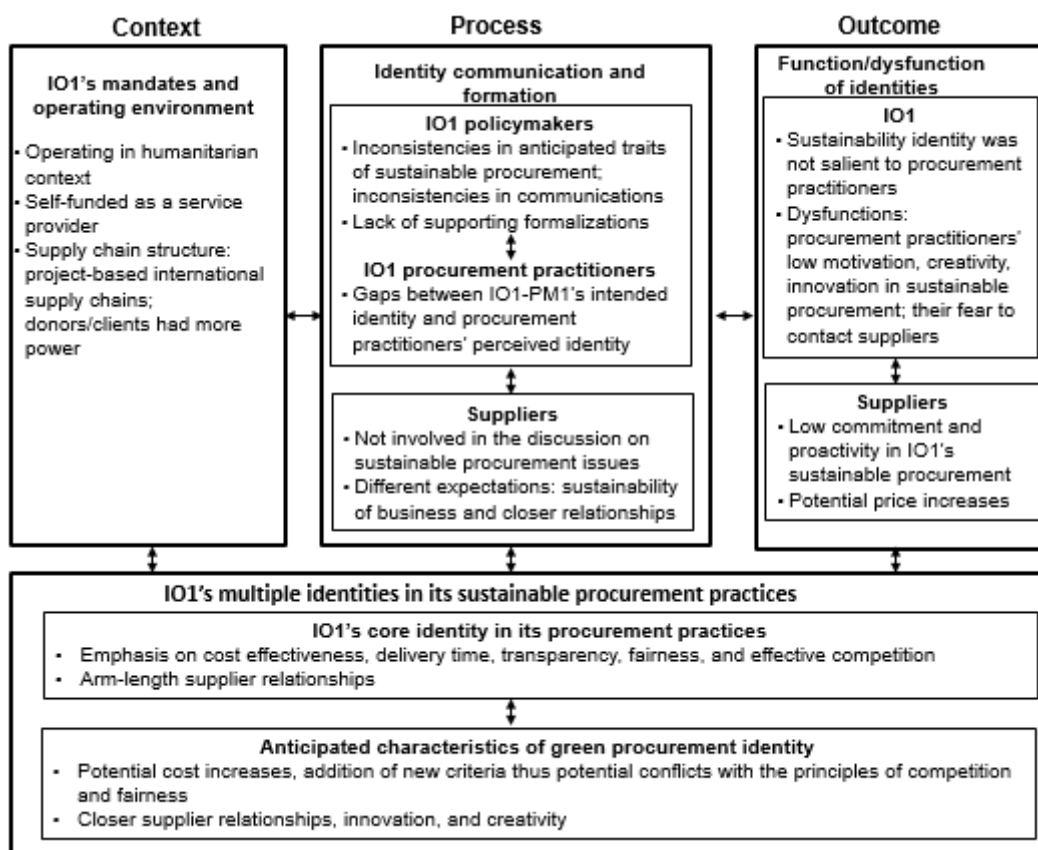 Context
IO1's mandates and
operating environment
▪ Operating in humanitarian
context
▪ Self-funded as a service
provider
▪ Supply chain structure:
project-based international
supply chains;
donors/clients had more
power
Process
Identity communication and
formation
IO1 policymakers
▪ Inconsistencies in anticipated traits
of sustainable procurement;
inconsistencies in communications
▪ Lack of supporting formalizations
IO1 procurement practitioners
▪ Gaps between IO1-PM1's intended
identity and procurement
practitioners' perceived identity
Suppliers
▪ Not involved in the discussion on
sustainable procurement issues
▪ Different expectations: sustainability
of business and closer relationships
Outcome
Function/dysfunction
of identities
IO1
▪ Sustainability identity was
not salient to procurement
practitioners
▪ Dysfunctions:
procurement practitioners'
low motivation, creativity,
innovation in sustainable
procurement; their fear to
contact suppliers
Suppliers
▪ Low commitment and
proactivity in IO1's
sustainable procurement
▪ Potential price increases
IO1's multiple identities in its sustainable procurement practices
IO1's core identity in its procurement practices
▪ Emphasis on cost effectiveness, delivery time, transparency, fairness, and effective competition
▪ Arm-length supplier relationships
Anticipated characteristics of green procurement identity
▪ Potential cost increases, addition of new criteria thus potential conflicts with the principles of competition
and fairness
▪ Closer supplier relationships, innovation, and creativity